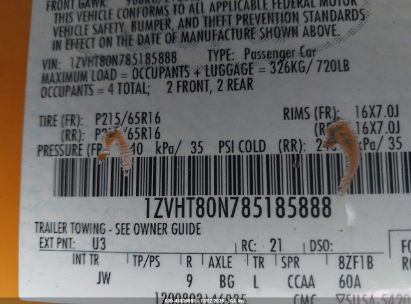 THIS VEHICLE CONFORMS TO ALL APPLICABLE FEDERAL MOTOR
VEHICLE SAFETY, BUMPER, AND THEFT PREVENTION STANDARDS
IN EFFECT ON THE DATE OF MANUFACTURE SHOWN ABOVE.
VIN: 1ZVHT80N785185888 TYPE: Passenger Car
MAXIMUM LOAD = OCCUPANTS + LUGGAGE = 326KG/ 720LB
OCCUPANTS = 4 TOTAL; 2 FRONT, 2 REAR
TIRE (FR): P215/65R16 RIMS (FR): 16X7.0J
(RR): P215/65R16 (RR): 16X7.0J
PRESSURE 40 kPa/ 35 PSI COLD (RR): kPa/ 35
1ZVHT80N785185888
TRAILER TOWING - SEE OWNER GUIDE
EXT PNT: U3 RC: 21 DSO:
INT TR TP/PS R AXLE TR SPR 8ZF1B
JW 9 BG L CCAA 60A